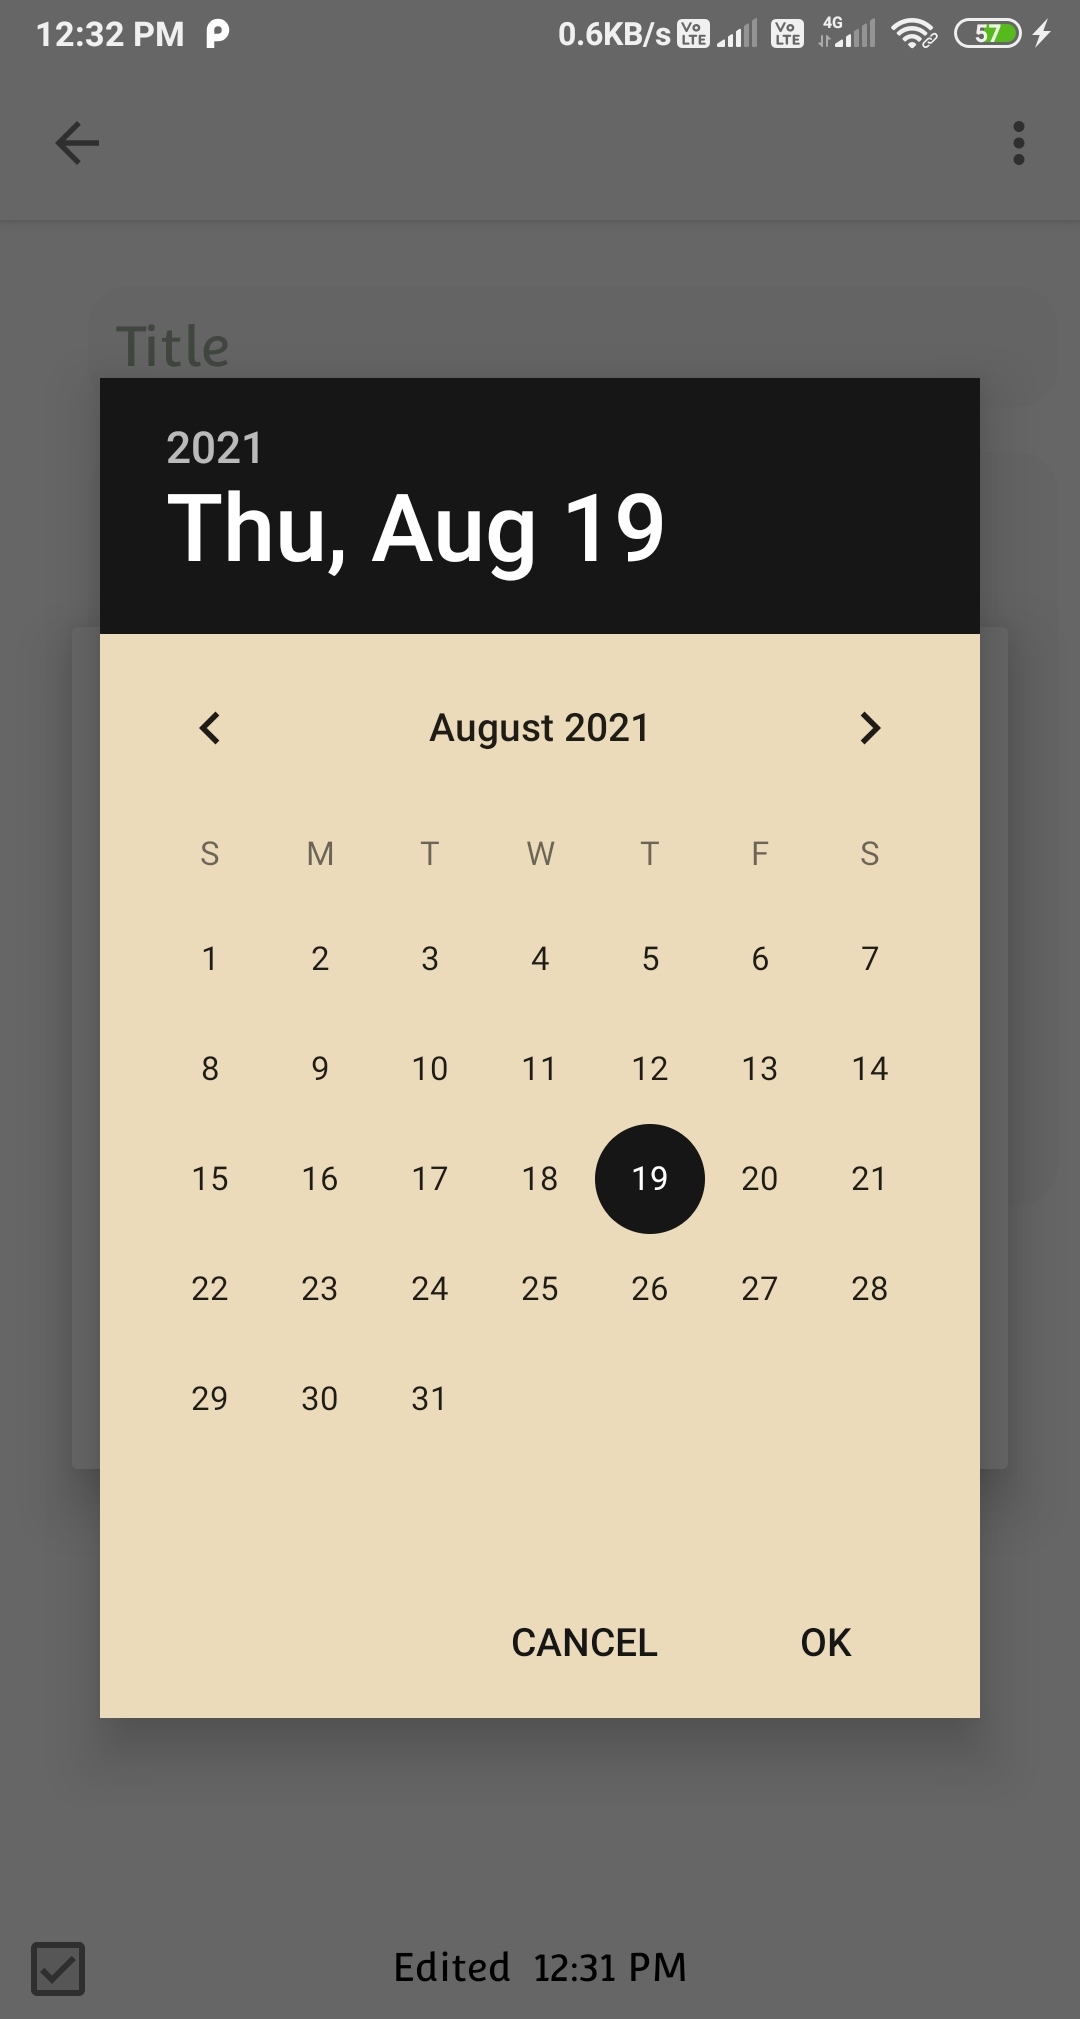 12:32 PM 0.6KB/s Vo LTE Vo LTE 4G 57
Title
2021
Thu, Aug 19
August 2021
S M T W T F S
1 2 3 4 5 6 7
8 9 10 11 12 13 14
15 16 17 18 19 20 21
22 23 24 25 26 27 28
29 30 31
CANCEL OK
Edited 12:31 PM